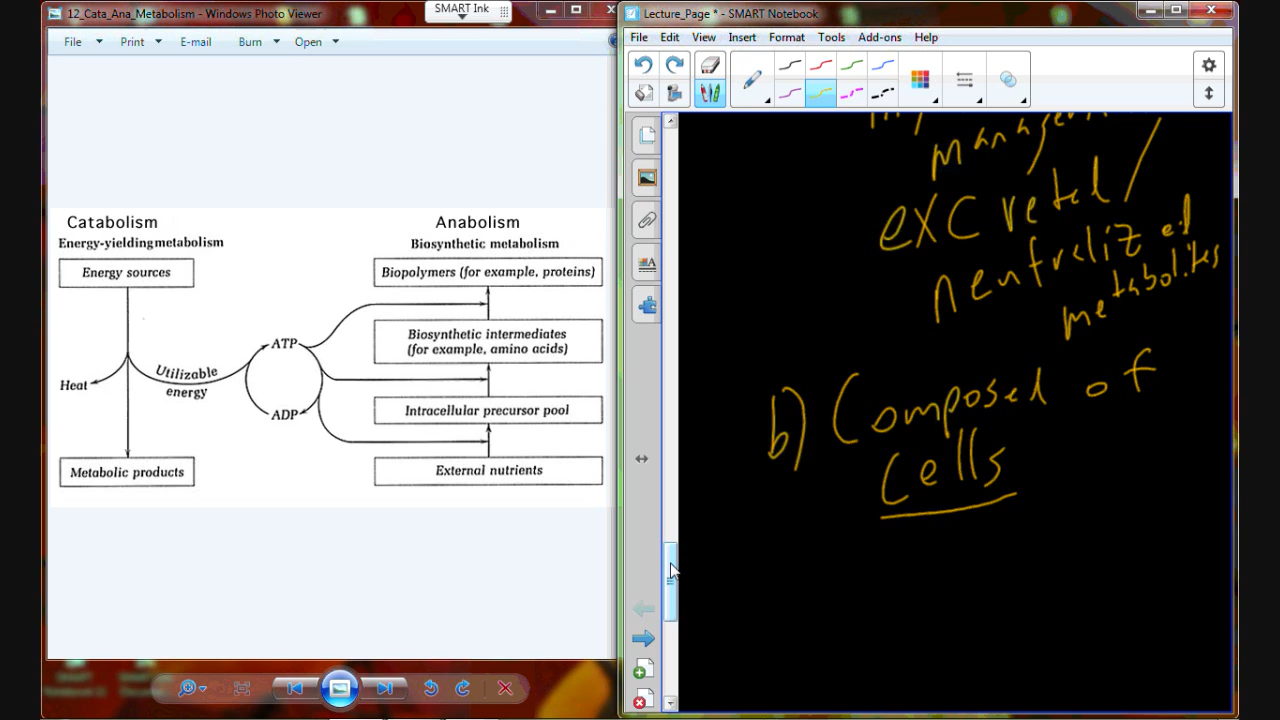 12_Cata_Ana_Metabolism - Windows Photo Viewer
SMART Ink
File Print E-mail Burn Open
Catabolism
Energy-yielding metabolism
Energy sources
Heat
Utilizable
energy
Metabolic products
ATP
ADP
Anabolism
Biosynthetic metabolism
Biopolymers (for example, proteins)
Biosynthetic intermediates
(for example, amino acids)
Intracellular precursor pool
External nutrients
Lecture_Page * - SMART Notebook
File Edit View Insert Format Tools Add-ons Help
excreted/
neutralized
metabolites
b) Composed of
Cells